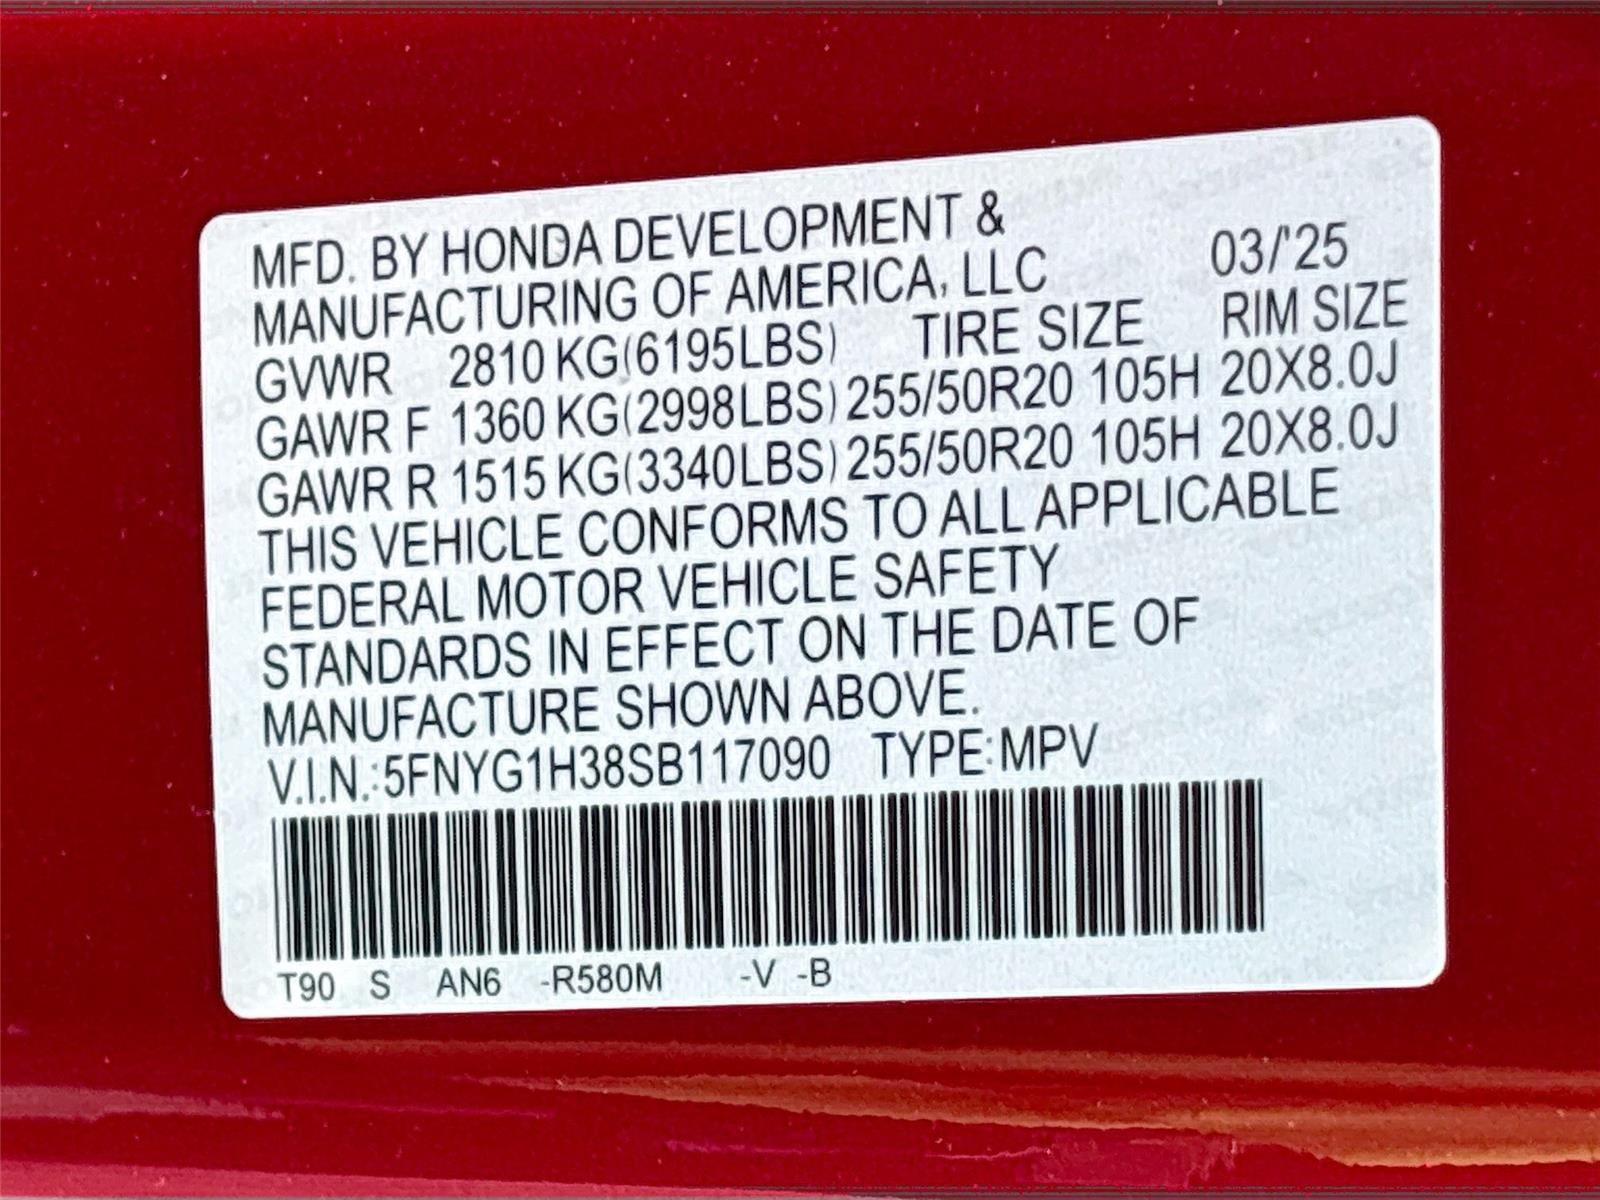 MFD. BY HONDA DEVELOPMENT &
MANUFACTURING OF AMERICA, LLC 03/'25
GVWR 2810 KG(6195LBS) TIRE SIZE RIM SIZE
GAWR F 1360 KG(2998LBS) 255/50R20 105H 20X8.0J
GAWR R 1515 KG(3340LBS) 255/50R20 105H 20X8.0J
THIS VEHICLE CONFORMS TO ALL APPLICABLE
FEDERAL MOTOR VEHICLE SAFETY
STANDARDS IN EFFECT ON THE DATE OF
MANUFACTURE SHOWN ABOVE.
V.I.N.:5FNYG1H38SB117090 TYPE:MPV
T90 S AN6 -R580M -V -B